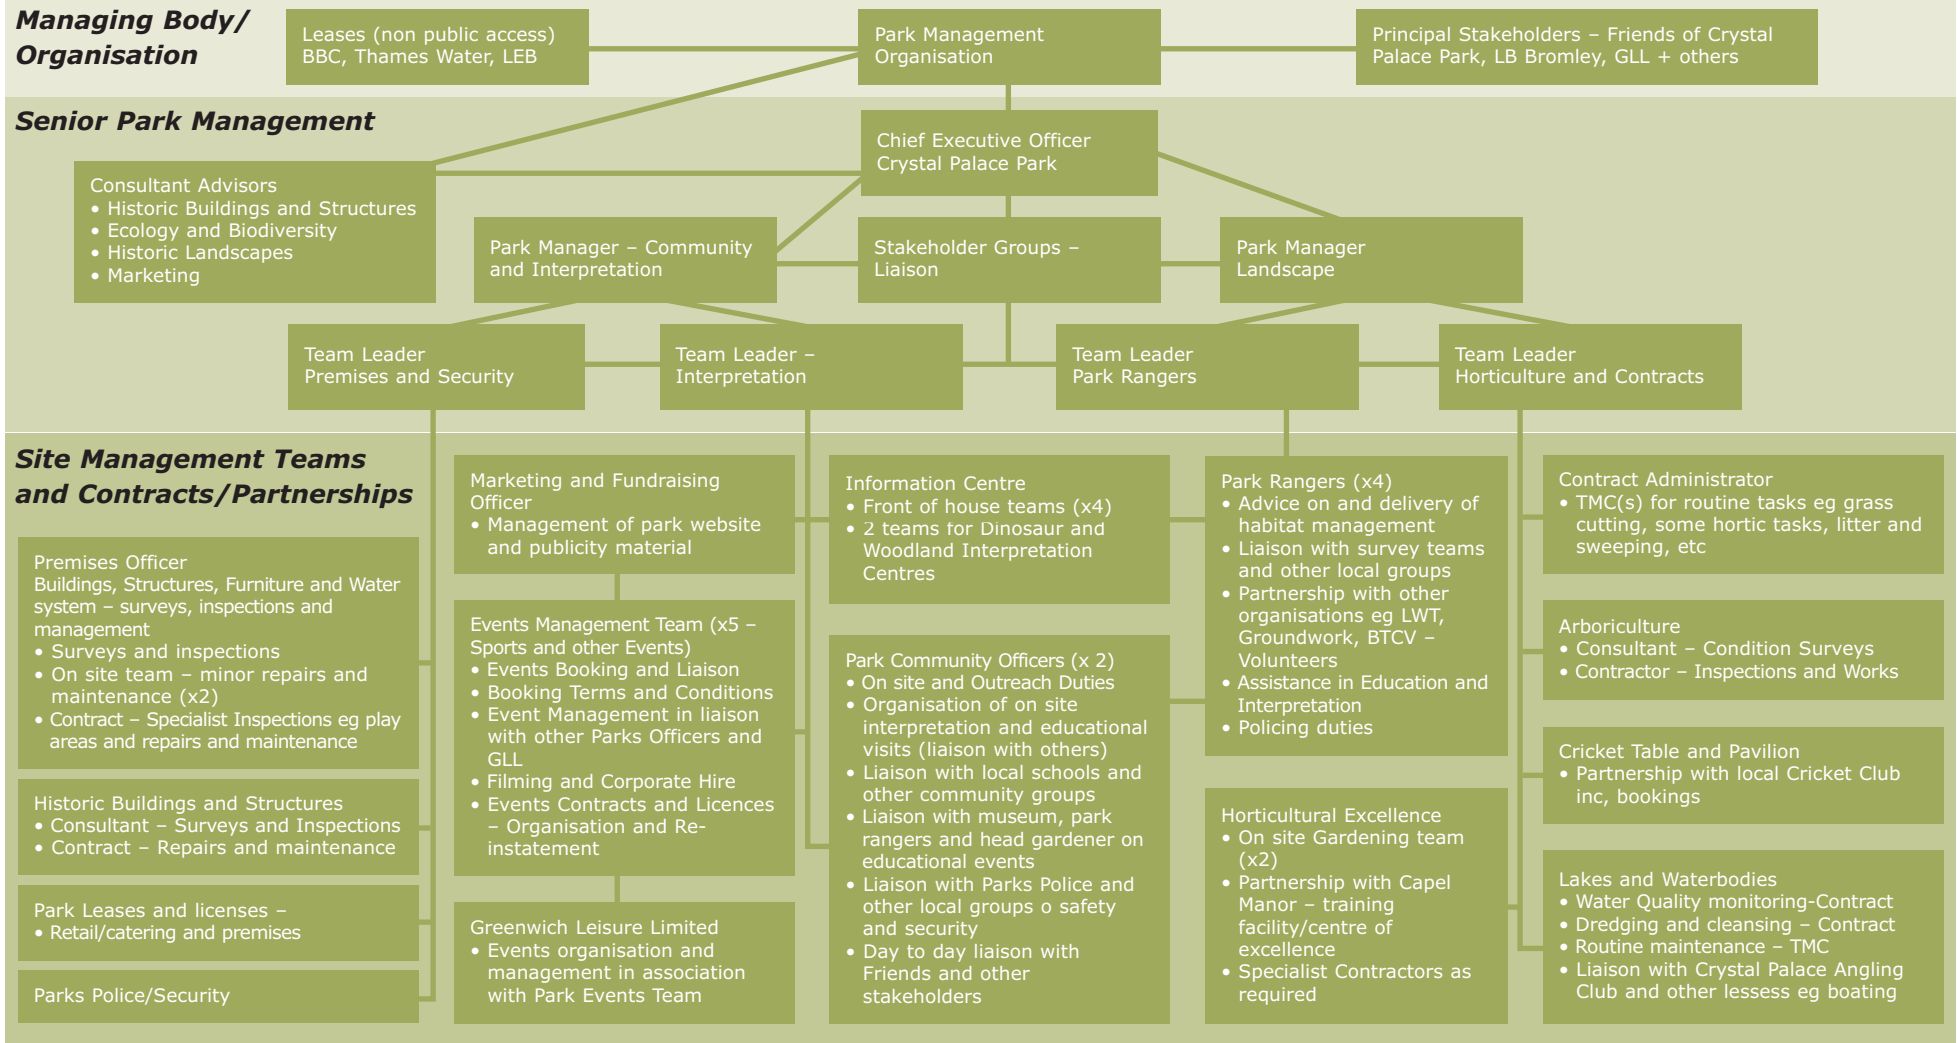 Managing Body/
Organisation
Leases (non public access)
BBC, Thames Water, LEB
Park Management
Organisation
Principal Stakeholders – Friends of Crystal
Palace Park, LB Bromley, GLL + others
Senior Park Management
Chief Executive Officer
Crystal Palace Park
Consultant Advisors
• Historic Buildings and Structures
• Ecology and Biodiversity
• Historic Landscapes
• Marketing
Park Manager – Community
and Interpretation
Stakeholder Groups –
Liaison
Park Manager
Landscape
Team Leader
Premises and Security
Team Leader –
Interpretation
Team Leader
Park Rangers
Team Leader
Horticulture and Contracts
Site Management Teams
and Contracts/Partnerships
Premises Officer
Buildings, Structures, Furniture and Water
system – surveys, inspections and
management
• Surveys and inspections
• On site team – minor repairs and
maintenance (x2)
• Contract – Specialist Inspections eg play
areas and repairs and maintenance
Historic Buildings and Structures
• Consultant – Surveys and Inspections
• Contract – Repairs and maintenance
Park Leases and licenses –
• Retail/catering and premises
Parks Police/Security
Marketing and Fundraising
Officer
• Management of park website
and publicity material
Events Management Team (x5 –
Sports and other Events)
• Events Booking and Liaison
• Booking Terms and Conditions
• Event Management in liaison
with other Parks Officers and
GLL
• Filming and Corporate Hire
• Events Contracts and Licences
– Organisation and Re-
instatement
Greenwich Leisure Limited
• Events organisation and
management in association
with Park Events Team
Information Centre
• Front of house teams (x4)
• 2 teams for Dinosaur and
Woodland Interpretation
Centres
Park Community Officers (x 2)
• On site and Outreach Duties
• Organisation of on site
interpretation and educational
visits (liaison with others)
• Liaison with local schools and
other community groups
• Liaison with museum, park
rangers and head gardener on
educational events
• Liaison with Parks Police and
other local groups o safety
and security
• Day to day liaison with
Friends and other
stakeholders
Park Rangers (x4)
• Advice on and delivery of
habitat management
• Liaison with survey teams
and other local groups
• Partnership with other
organisations eg LWT,
Groundwork, BTCV –
Volunteers
• Assistance in Education and
Interpretation
• Policing duties
Horticultural Excellence
• On site Gardening team
(x2)
• Partnership with Capel
Manor – training
facility/centre of
excellence
• Specialist Contractors as
required
Contract Administrator
• TMC(s) for routine tasks eg grass
cutting, some hortic tasks, litter and
sweeping, etc
Arboriculture
• Consultant – Condition Surveys
• Contractor – Inspections and Works
Cricket Table and Pavilion
• Partnership with local Cricket Club
inc, bookings
Lakes and Waterbodies
• Water Quality monitoring-Contract
• Dredging and cleansing – Contract
• Routine maintenance – TMC
• Liaison with Crystal Palace Angling
Club and other lessess eg boating